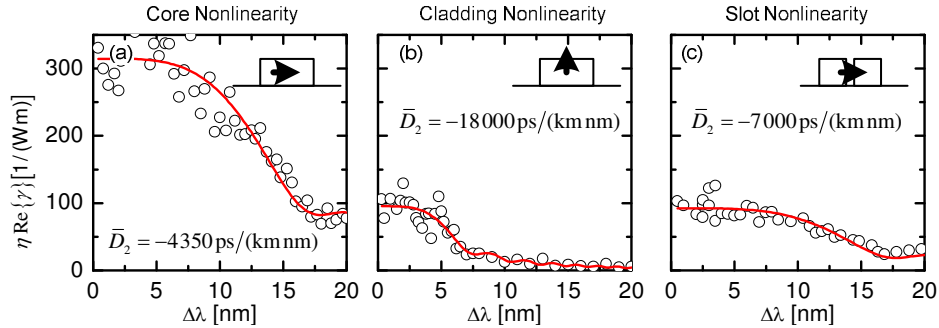 Core Nonlinearity
Cladding Nonlinearity
Slot Nonlinearity
(a)
(b)
(c)
300
200
100
0
η Re{γ} [1/(Wm)]
D̅₂ = −4350 ps/(km nm)
D̅₂ = −18000 ps/(km nm)
D̅₂ = −7000 ps/(km nm)
0 5 10 15 20
0 5 10 15 20
0 5 10 15 20
Δλ [nm]
Δλ [nm]
Δλ [nm]